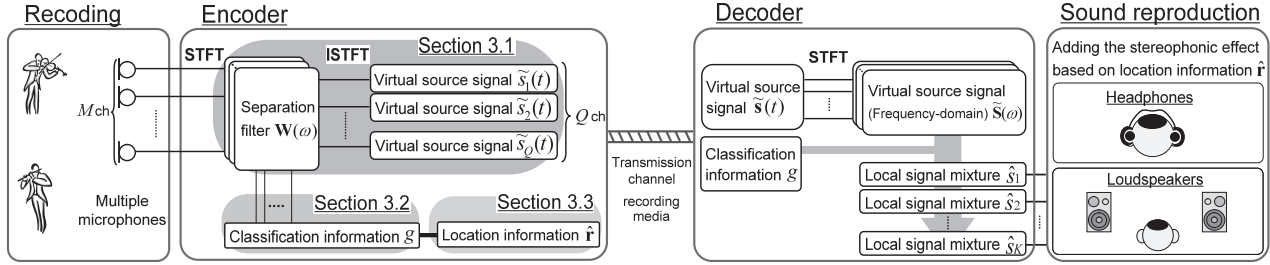 Recoding
M ch
Multiple
microphones
Encoder
STFT
ISTFT
Section 3.1
Separation
filter W(ω)
Virtual source signal s̃₁(t)
Virtual source signal s̃₂(t)
Virtual source signal s̃Q(t)
Q ch
Section 3.2
Section 3.3
Classification information g
Location information r̂
Transmission
channel
recording
media
Decoder
STFT
Virtual source
signal s̃(t)
Virtual source signal
(Frequency-domain) S̃(ω)
Classification
information g
Local signal mixture ŝ₁
Local signal mixture ŝ₂
Local signal mixture ŝK
Sound reproduction
Adding the stereophonic effect
based on location information r̂
Headphones
Loudspeakers